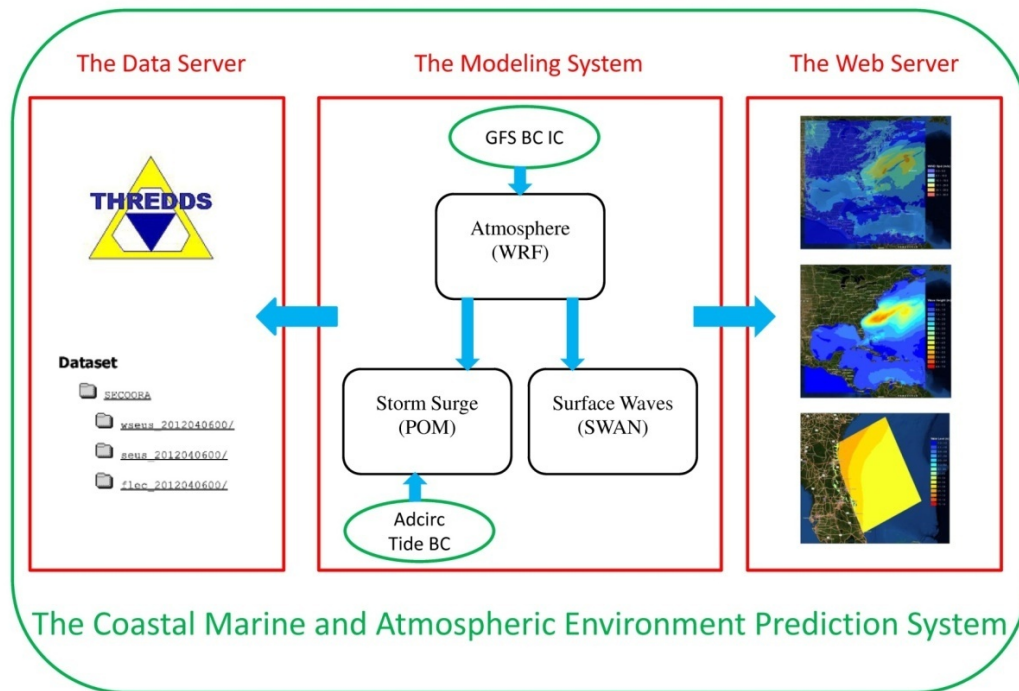 The Data Server
THREDDS
Dataset
SECOORA
wseus_2012040600/
seus_2012040600/
flec_2012040600/
The Modeling System
GFS BC IC
Atmosphere
(WRF)
Storm Surge
(POM)
Surface Waves
(SWAN)
Adcirc
Tide BC
The Web Server
The Coastal Marine and Atmospheric Environment Prediction System